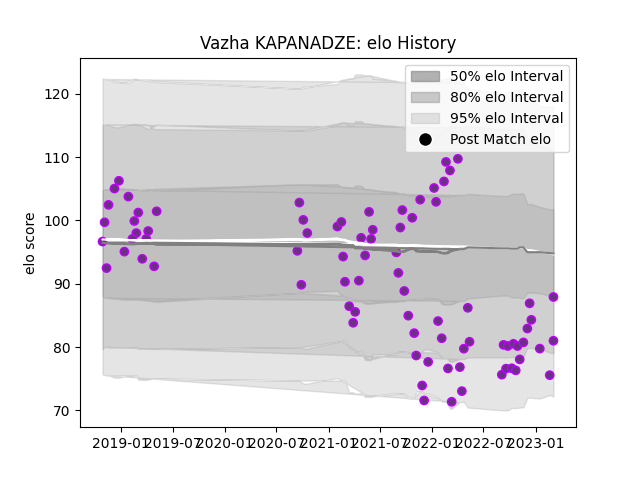 Vazha KAPANADZE: elo History
50% elo Interval
80% elo Interval
95% elo Interval
Post Match elo
elo score
120
110
100
90
80
70
2019-01 2019-07 2020-01 2020-07 2021-01 2021-07 2022-01 2022-07 2023-01